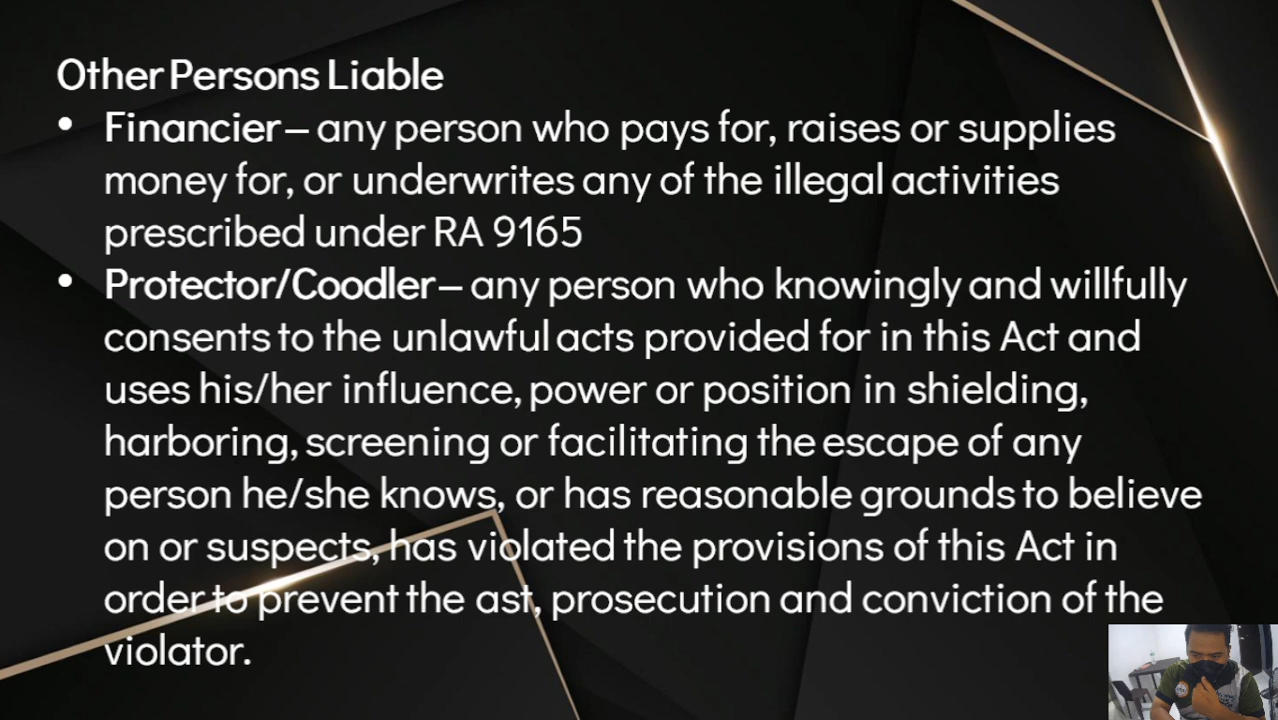 Other Persons Liable
• Financier – any person who pays for, raises or supplies
money for, or underwrites any of the illegal activities
prescribed under RA 9165
• Protector/Coodler – any person who knowingly and willfully
consents to the unlawful acts provided for in this Act and
uses his/her influence, power or position in shielding,
harboring, screening or facilitating the escape of any
person he/she knows, or has reasonable grounds to believe
on or suspects, has violated the provisions of this Act in
order to prevent the ast, prosecution and conviction of the
violator.